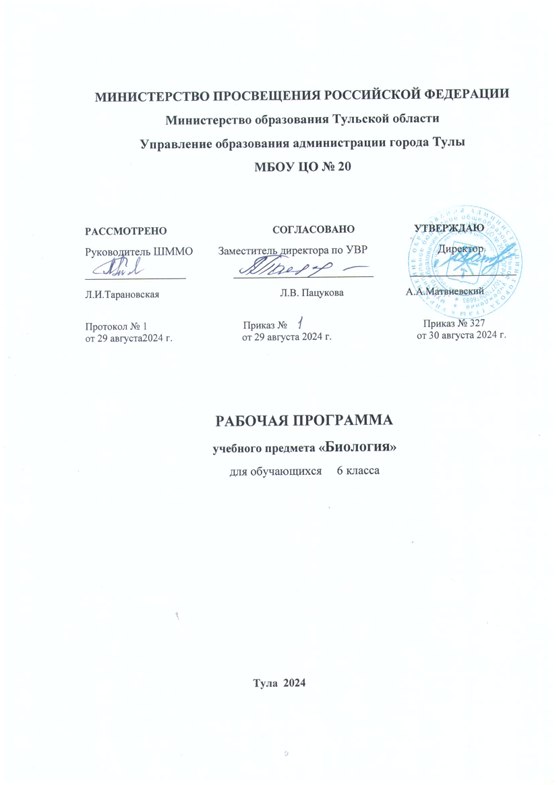 МИНИСТЕРСТВО ПРОСВЕЩЕНИЯ РОССИЙСКОЙ ФЕДЕРАЦИИ
Министерство образования Тульской области
Управление образования администрации города Тулы
МБОУ ЦО № 20
РАССМОТРЕНО СОГЛАСОВАНО УТВЕРЖДАЮ
Руководитель ШММО Заместитель директора по УВР Директор
Л.И.Тарановская Л.В. Пацукова А.А.Матвиевский
Протокол № 1 Приказ № 1 Приказ № 327
от 29 августа2024 г. от 29 августа 2024 г. от 30 августа 2024 г.
РАБОЧАЯ ПРОГРАММА
учебного предмета «Биология»
для обучающихся 6 класса
Тула 2024